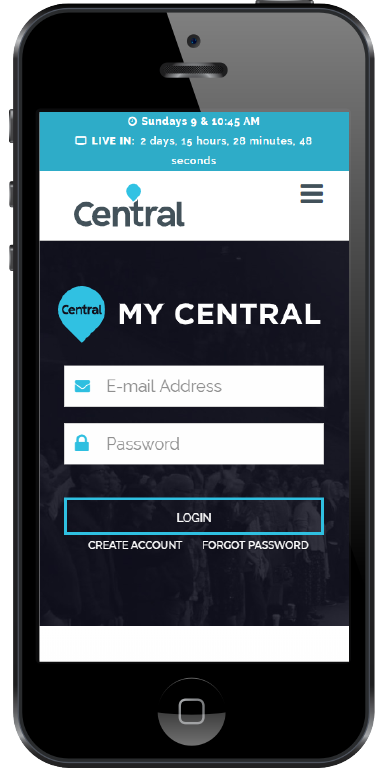 Sundays 9 & 10:45 AM
LIVE IN: 2 days, 15 hours, 28 minutes, 48
seconds
Central
Central
MY CENTRAL
E-mail Address
Password
LOGIN
CREATE ACCOUNT FORGOT PASSWORD